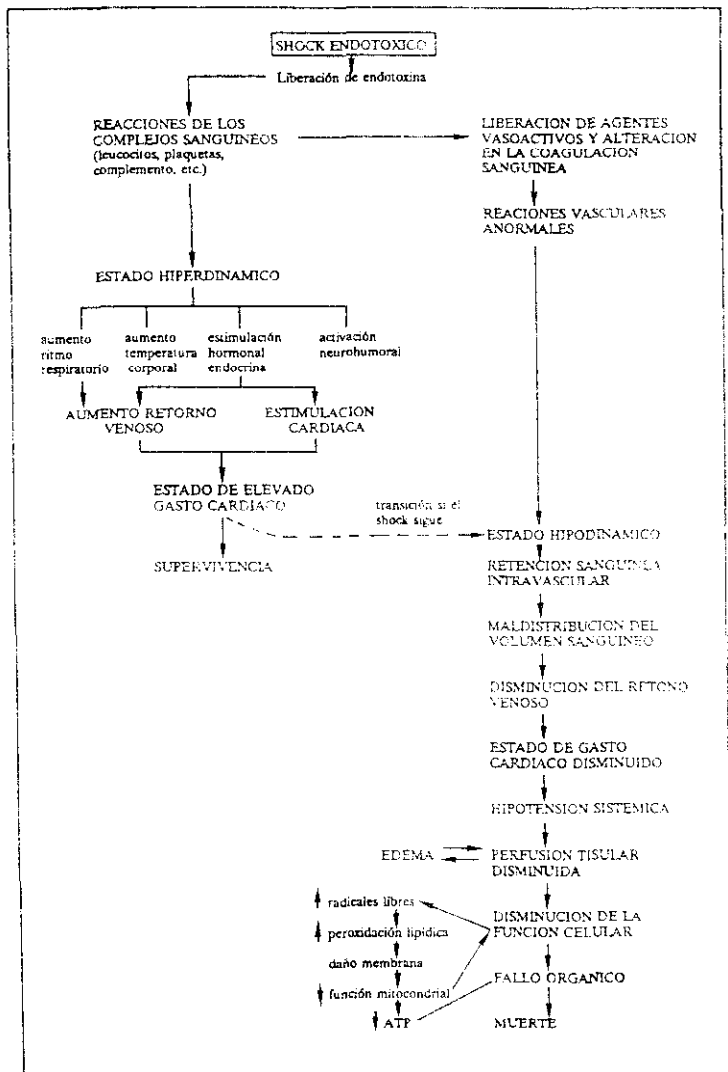 SHOCK ENDOTOXICO
Liberación de endotoxina
REACCIONES DE LOS
COMPLEJOS SANGUINEOS
(leucocitos, plaquetas,
complemento, etc.)
LIBERACION DE AGENTES
VASOACTIVOS Y ALTERACION
EN LA COAGULACION
SANGUINEA
REACIONES VASCULARES
ANORMALES
ESTADO HIPERDINAMICO
aumento
ritmo
respiratorio
aumento
temperatura
corporal
estimulación
hormonal
endocrina
activación
neurohumoral
AUMENTO RETORNO
VENOSO
ESTIMULACION
CARDIACA
ESTADO DE ELEVADO
GASTO CARDIACO
transición si el
shock sigue
SUPERVIVENCIA
ESTADO HIPODINAMICO
RETENCION SANGUINEA
INTRAVASCULAR
MALDISTRIBUCION DEL
VOLUMEN SANGUINEO
DISMINUCION DEL RETONO
VENOSO
ESTADO DE GASTO
CARDIACO DISMINUIDO
HIPOTENSION SISTEMICA
EDEMA
PERFUSION TISULAR
DISMINUIDA
radicales libres
peroxidación lipídica
daño membrana
función mitocondrial
ATP
DISMINUCION DE LA
FUNCION CELULAR
FALLO ORGANICO
MUERTE